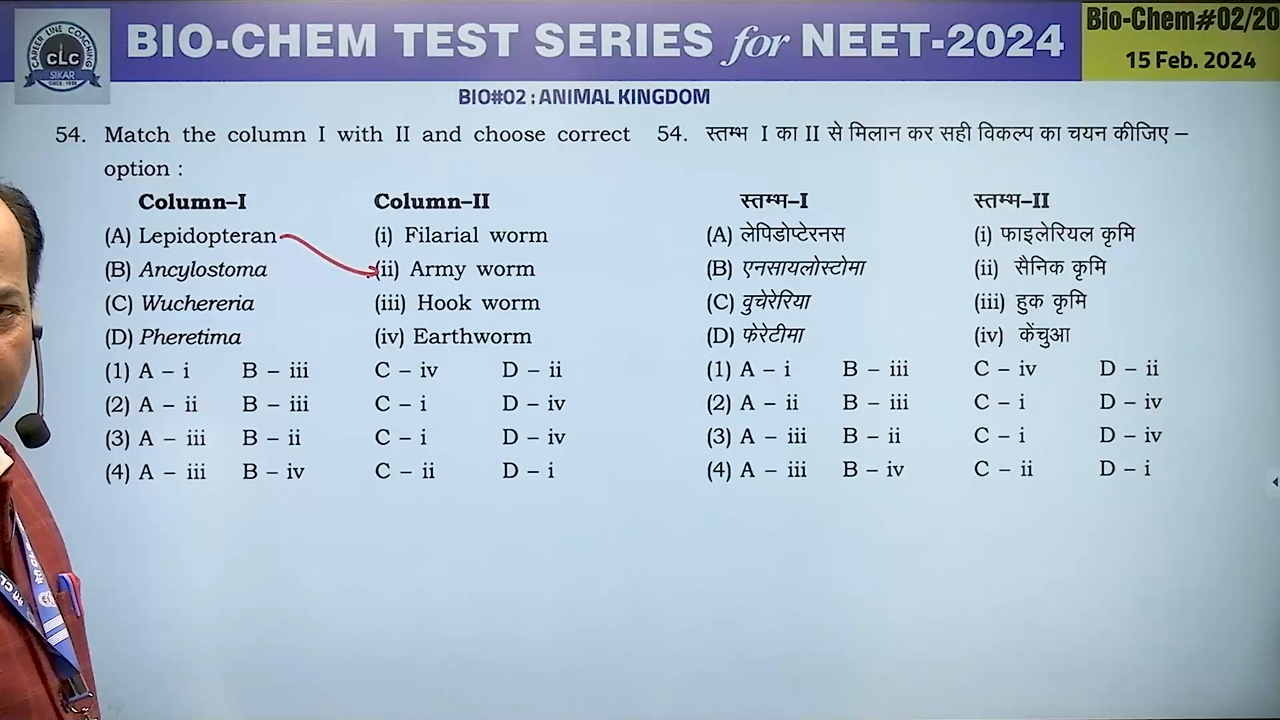 CAREER LINE COACHING
CLC
SIKAR
SINCE : 1996
BIO-CHEM TEST SERIES for NEET-2024
Bio-Chem#02/20
15 Feb. 2024
BIO#02 : ANIMAL KINGDOM
54. Match the column I with II and choose correct
option :
Column–I Column–II
(A) Lepidopteran (i) Filarial worm
(B) Ancylostoma (ii) Army worm
(C) Wuchereria (iii) Hook worm
(D) Pheretima (iv) Earthworm
(1) A – i B – iii C – iv D – ii
(2) A – ii B – iii C – i D – iv
(3) A – iii B – ii C – i D – iv
(4) A – iii B – iv C – ii D – i
54. स्तम्भ I का II से मिलान कर सही विकल्प का चयन कीजिए –
स्तम्भ–I स्तम्भ–II
(A) लेपिडोप्टेरनस (i) फाइलेरियल कृमि
(B) एनसायलोस्टोमा (ii) सैनिक कृमि
(C) वुचेरेरिया (iii) हुक कृमि
(D) फेरेटीमा (iv) केंचुआ
(1) A – i B – iii C – iv D – ii
(2) A – ii B – iii C – i D – iv
(3) A – iii B – ii C – i D – iv
(4) A – iii B – iv C – ii D – i